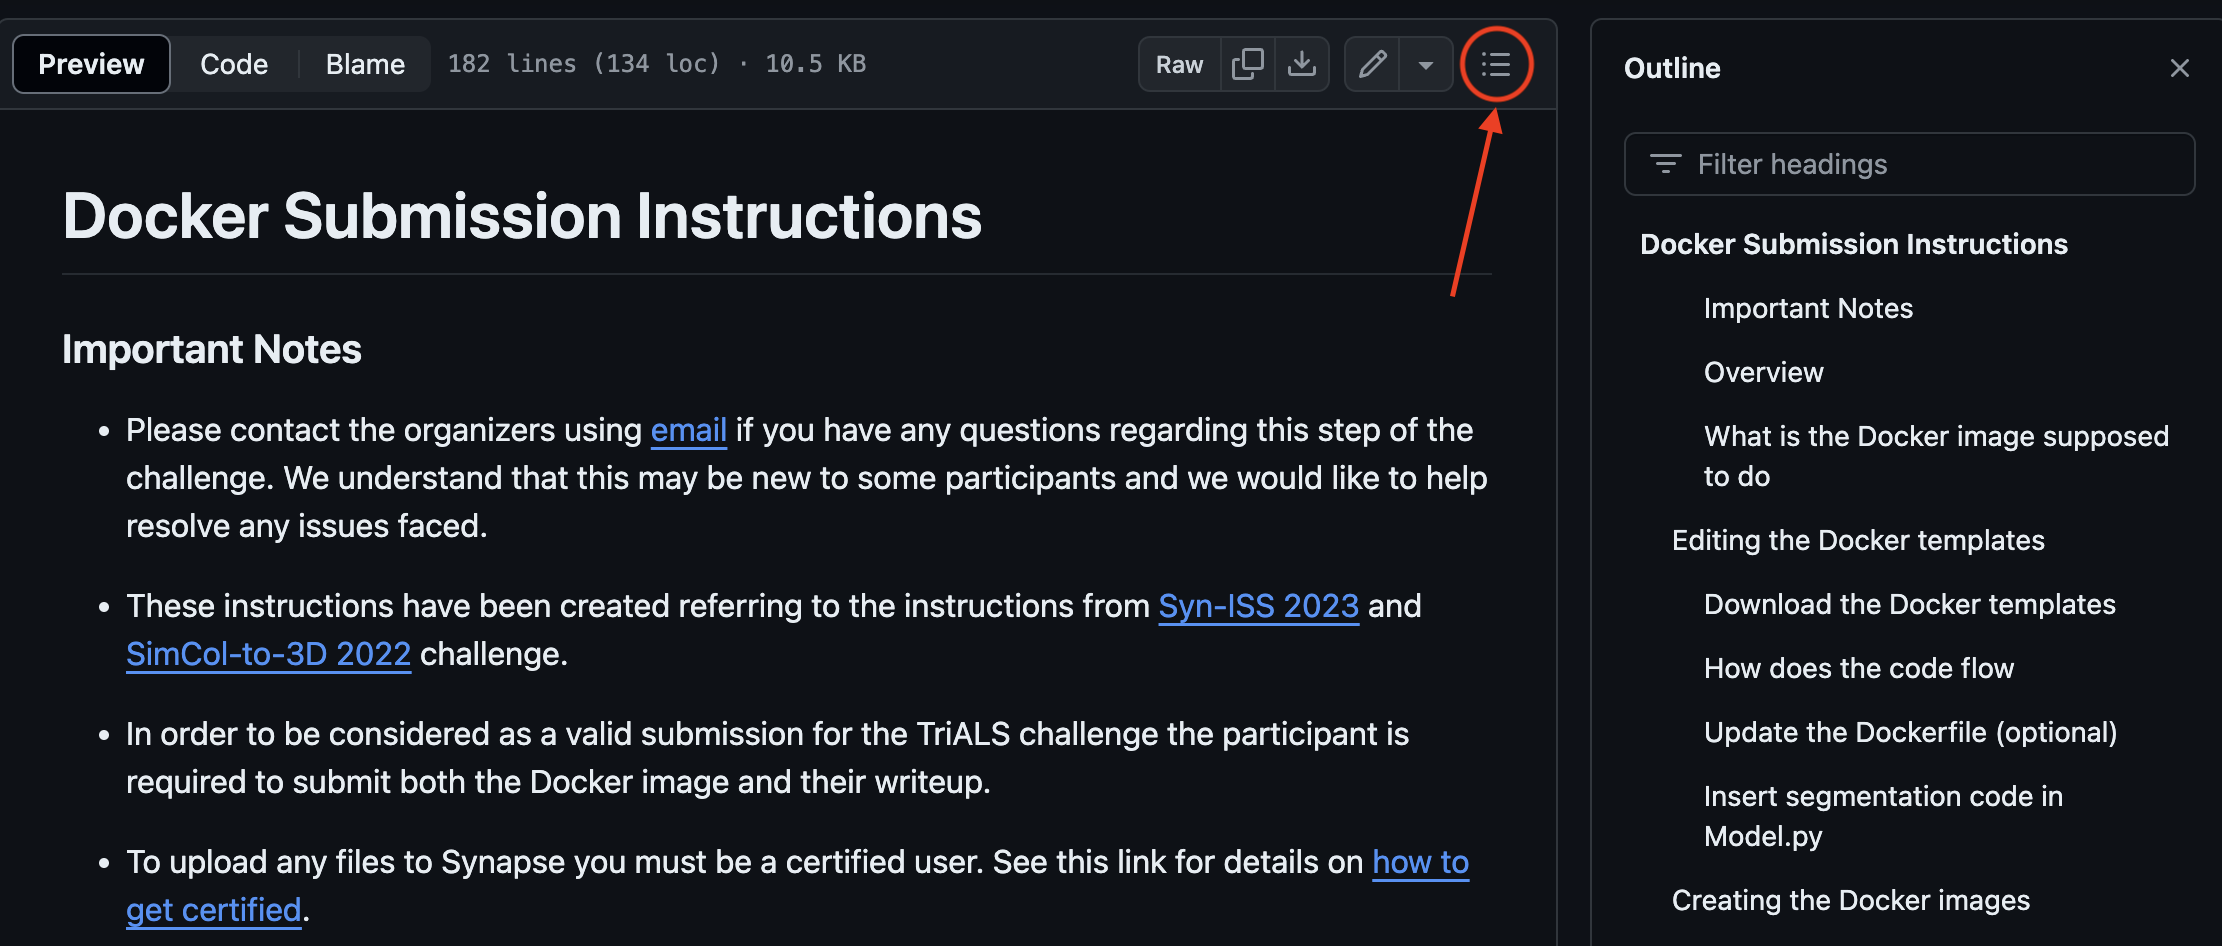 Preview Code Blame 182 lines (134 loc) · 10.5 KB Raw
Docker Submission Instructions
Important Notes
• Please contact the organizers using email if you have any questions regarding this step of the
challenge. We understand that this may be new to some participants and we would like to help
resolve any issues faced.
• These instructions have been created referring to the instructions from Syn-ISS 2023 and
SimCol-to-3D 2022 challenge.
• In order to be considered as a valid submission for the TriALS challenge the participant is
required to submit both the Docker image and their writeup.
• To upload any files to Synapse you must be a certified user. See this link for details on how to
get certified.
Outline
Filter headings
Docker Submission Instructions
Important Notes
Overview
What is the Docker image supposed
to do
Editing the Docker templates
Download the Docker templates
How does the code flow
Update the Dockerfile (optional)
Insert segmentation code in
Model.py
Creating the Docker images